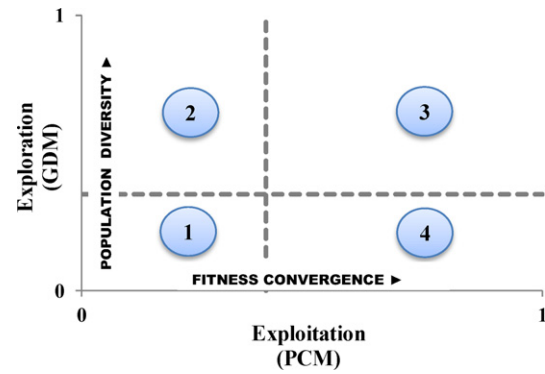 1
Exploration
(GDM)
POPULATION DIVERSITY ►
2
3
1
4
FITNESS CONVERGENCE ►
0
0
1
Exploitation
(PCM)